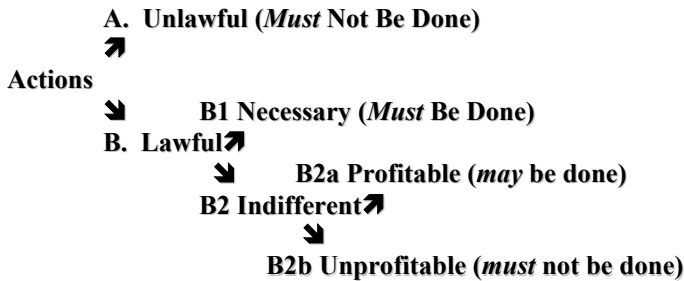 A. Unlawful (Must Not Be Done)
Actions
B1 Necessary (Must Be Done)
B. Lawful
B2a Profitable (may be done)
B2 Indifferent
B2b Unprofitable (must not be done)